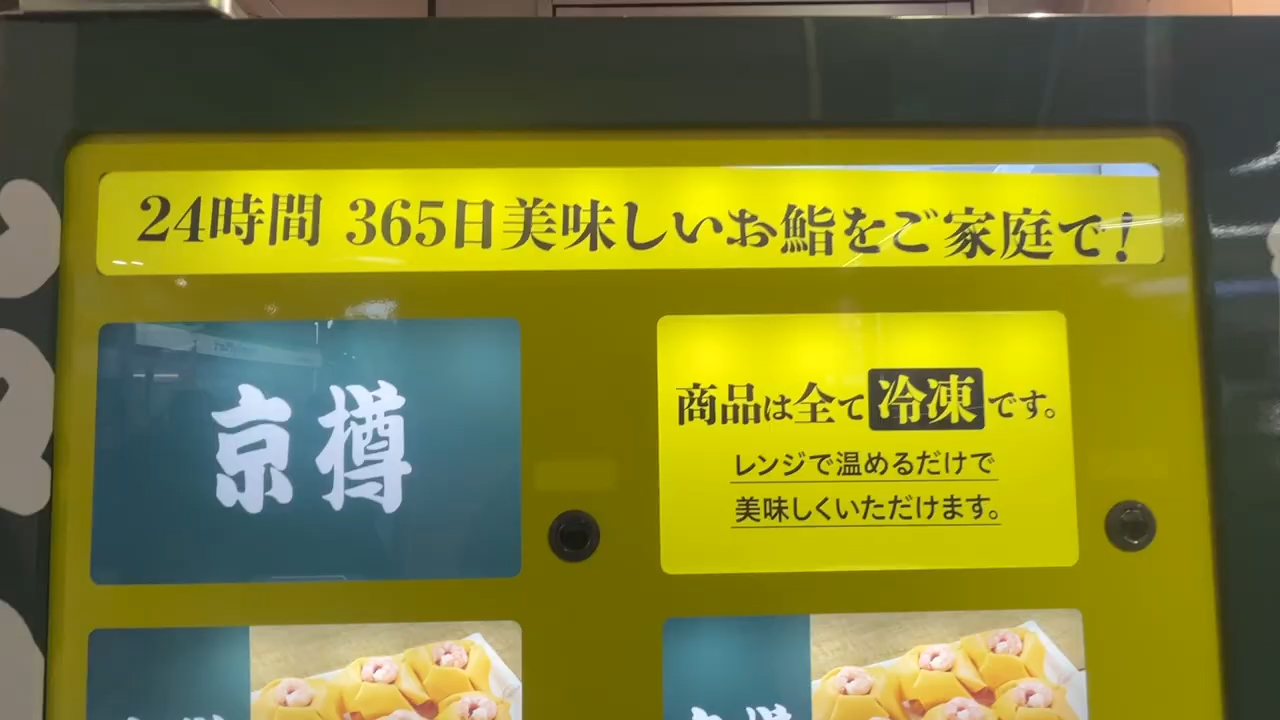 24時間 365日美味しいお鮨をご家庭で!
京樽
商品は全て冷凍です。
レンジで温めるだけで
美味しくいただけます。